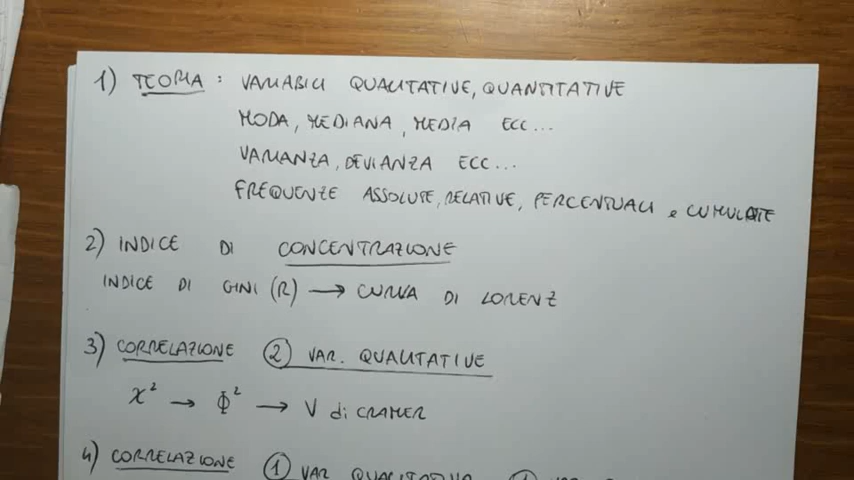 1) TEORIA : VARIABILI QUALITATIVE, QUANTITATIVE
MODA, MEDIANA, MEDIA ECC...
VARIANZA, DEVIANZA ECC...
FREQUENZE ASSOLUTE, RELATIVE, PERCENTUALI e CUMULATE
2) INDICE DI CONCENTRAZIONE
INDICE DI GINI (R) → CURVA DI LORENZ
3) CORRELAZIONE 2 VAR. QUALITATIVE
χ² → Φ² → V di CRAMER
4) CORRELAZIONE 1 VAR QUALITATIVA